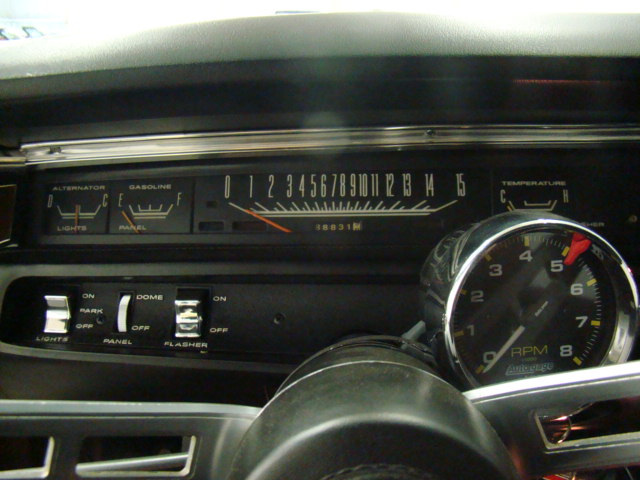 ALTERNATOR
D C
LIGHTS
GASOLINE
E F
PANEL
0 1 2 3 4 5 6 7 8 9 10 11 12 13 14 15
TEMPERATURE
C H
ON
PARK
OFF
LIGHTS
DOME
OFF
PANEL
ON
OFF
FLASHER
0 1 2 3 4 5 6 7 8
RPM
Autogage